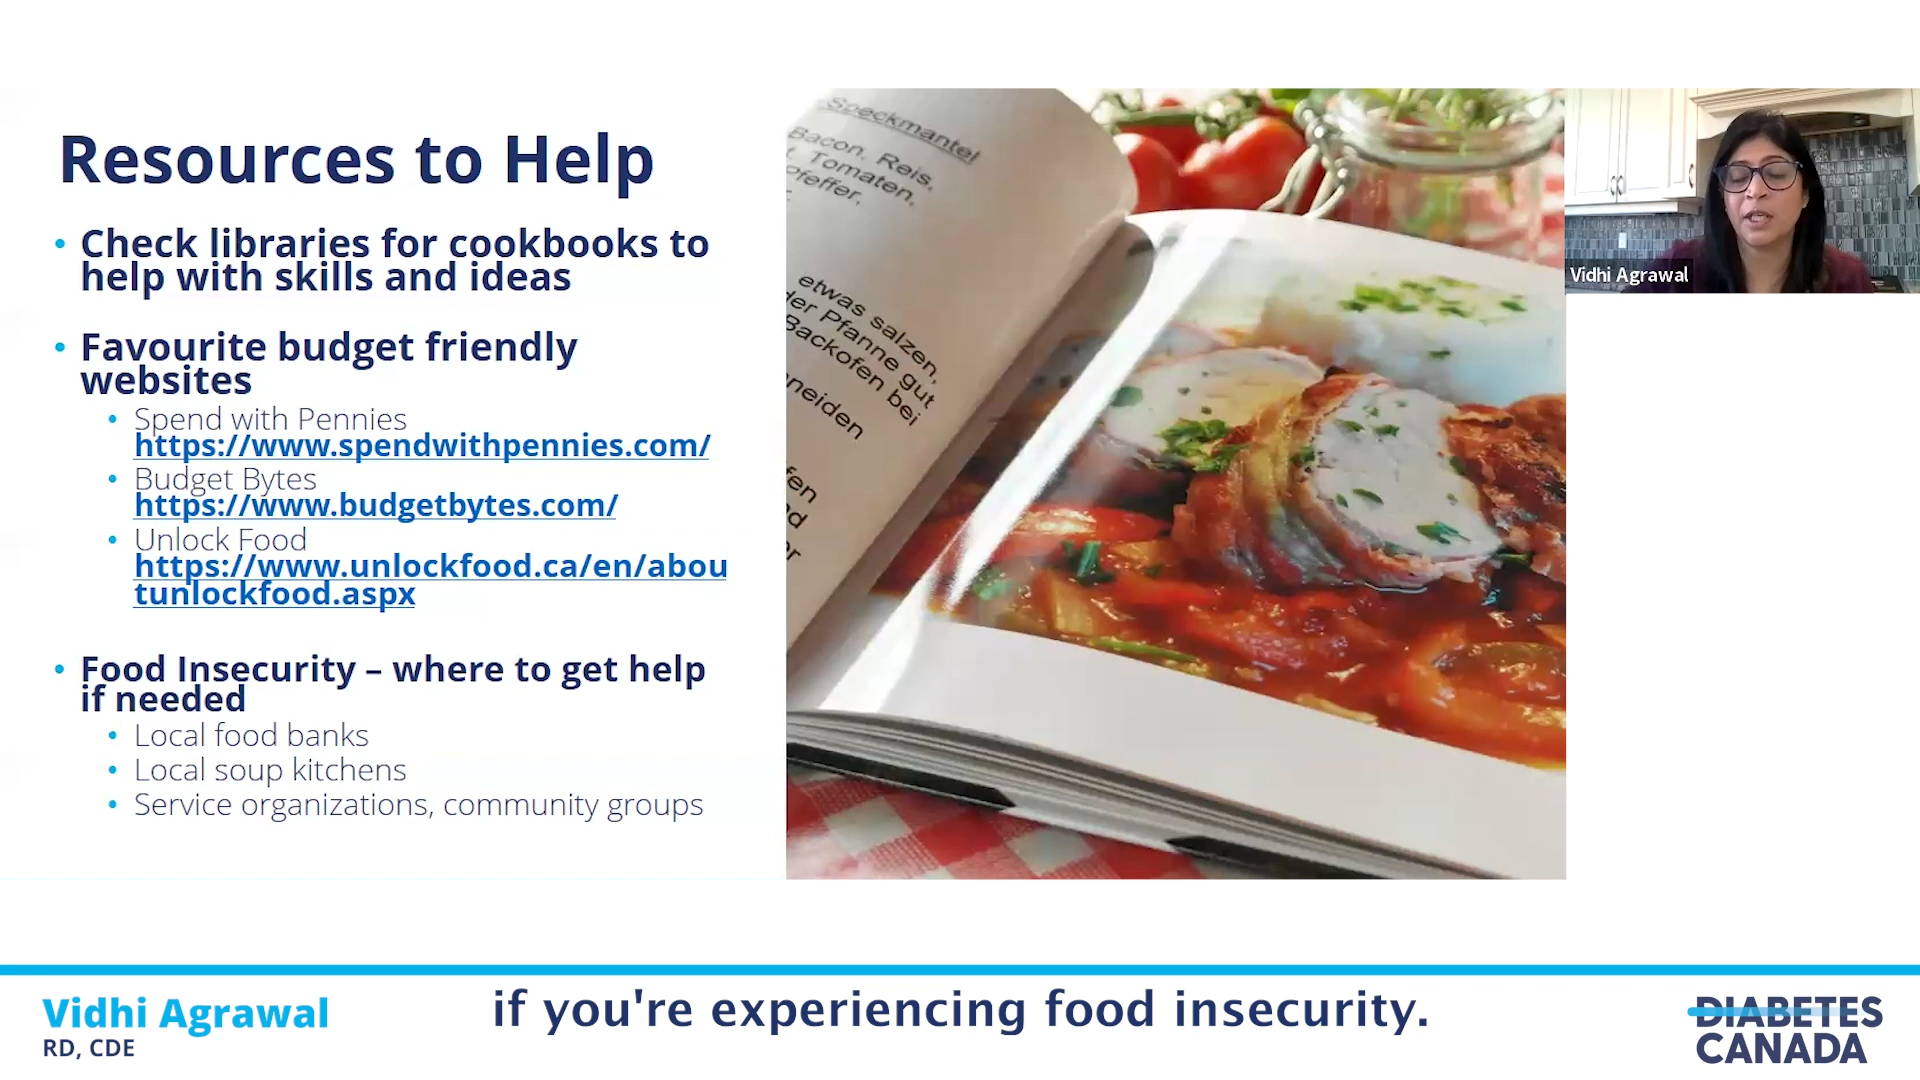 Resources to Help
• Check libraries for cookbooks to
help with skills and ideas
• Favourite budget friendly
websites
• Spend with Pennies
https://www.spendwithpennies.com/
• Budget Bytes
https://www.budgetbytes.com/
• Unlock Food
https://www.unlockfood.ca/en/abou
tunlockfood.aspx
• Food Insecurity – where to get help
if needed
• Local food banks
• Local soup kitchens
• Service organizations, community groups
Speckmantel
Bacon, Reis,
Tomaten,
Pfeffer,
etwas salzen,
der Pfanne gut
Backofen bei
neiden
Vidhi Agrawal
Vidhi Agrawal
RD, CDE
if you're experiencing food insecurity.
DIABETES
CANADA